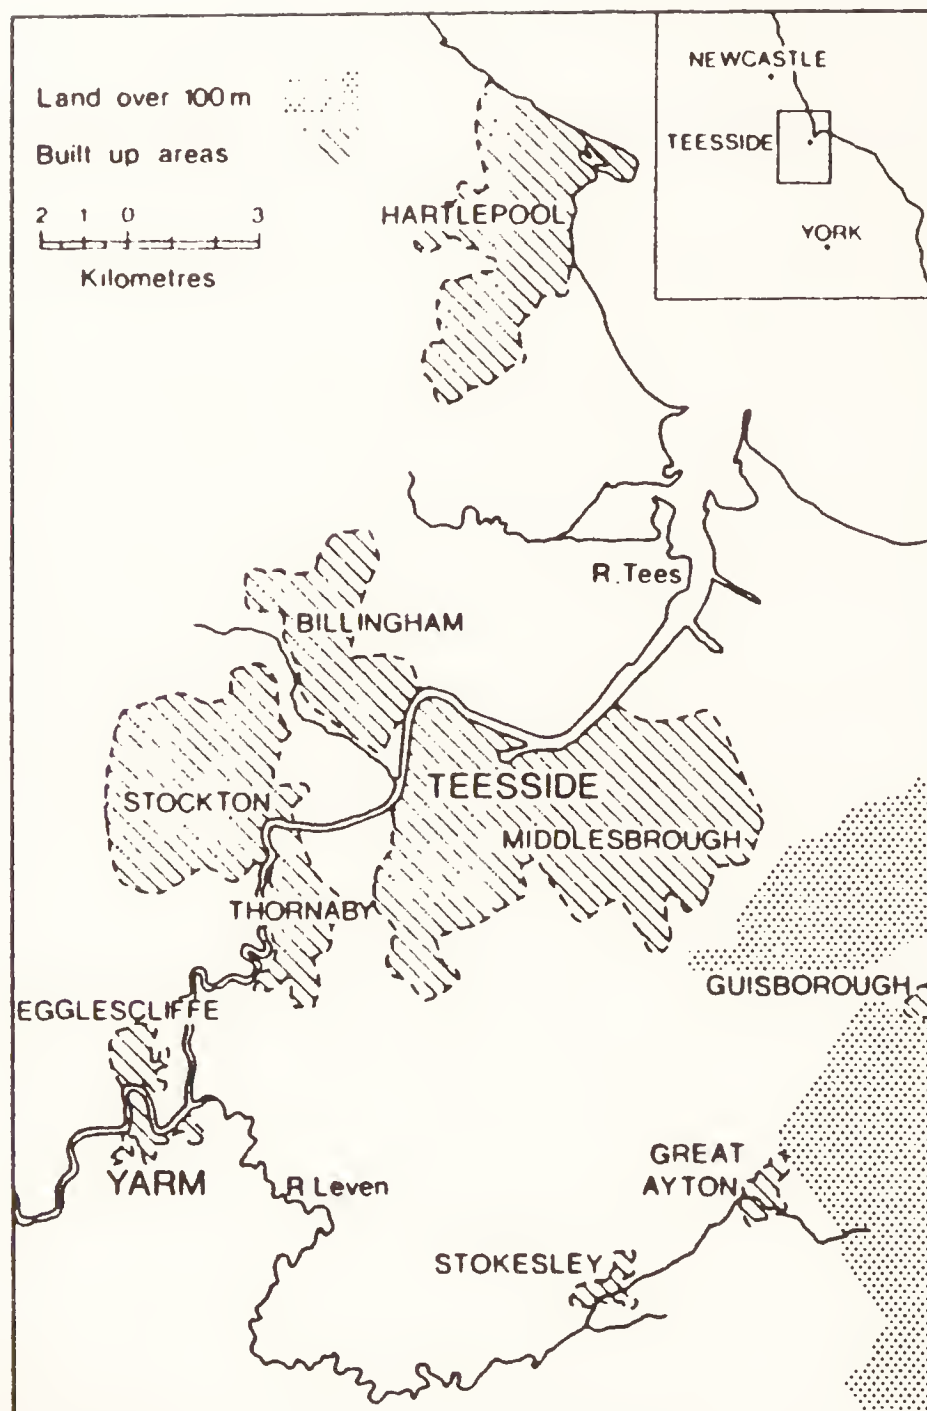 Land over 100m
Built up areas
2 1 0 3
Kilometres
NEWCASTLE
TEESSIDE
YORK
HARTLEPOOL
R.Tees
BILLINGHAM
STOCKTON
TEESSIDE
MIDDLESBROUGH
THORNABY
GUISBOROUGH
EGGLESCLIFFE
YARM
R Leven
GREAT
AYTON
STOKESLEY